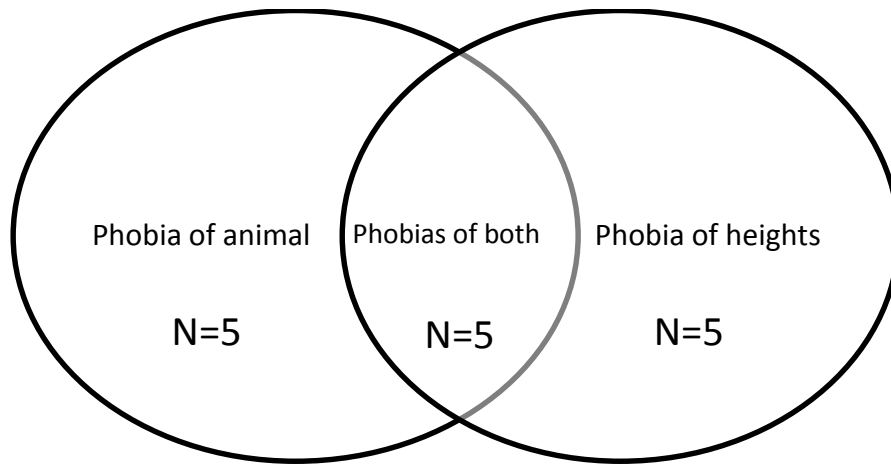 Phobia of animal
Phobias of both
Phobia of heights
N=5
N=5
N=5